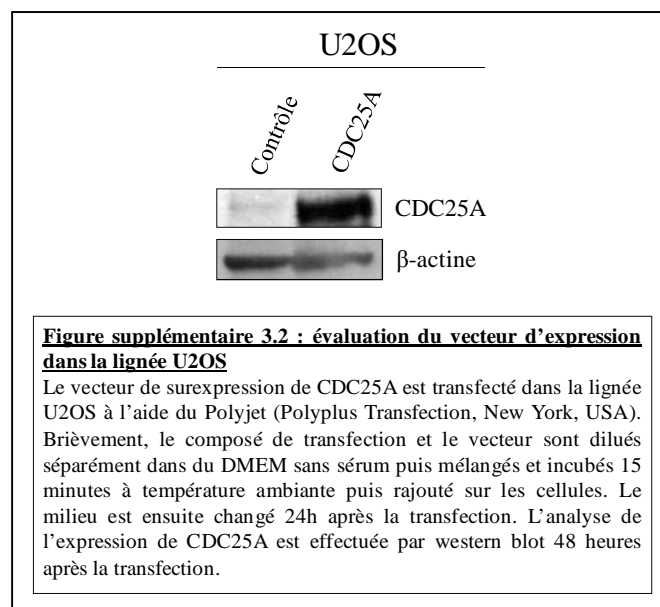 U2OS
Contrôle
CDC25A
CDC25A
β-actine
Figure supplémentaire 3.2 : évaluation du vecteur d’expression
dans la lignée U2OS
Le vecteur de surexpression de CDC25A est transfecté dans la lignée
U2OS à l’aide du Polyjet (Polyplus Transfection, New York, USA).
Brièvement, le composé de transfection et le vecteur sont dilués
séparément dans du DMEM sans sérum puis mélangés et incubés 15
minutes à température ambiante puis rajouté sur les cellules. Le
milieu est ensuite changé 24h après la transfection. L’analyse de
l’expression de CDC25A est effectuée par western blot 48 heures
après la transfection.